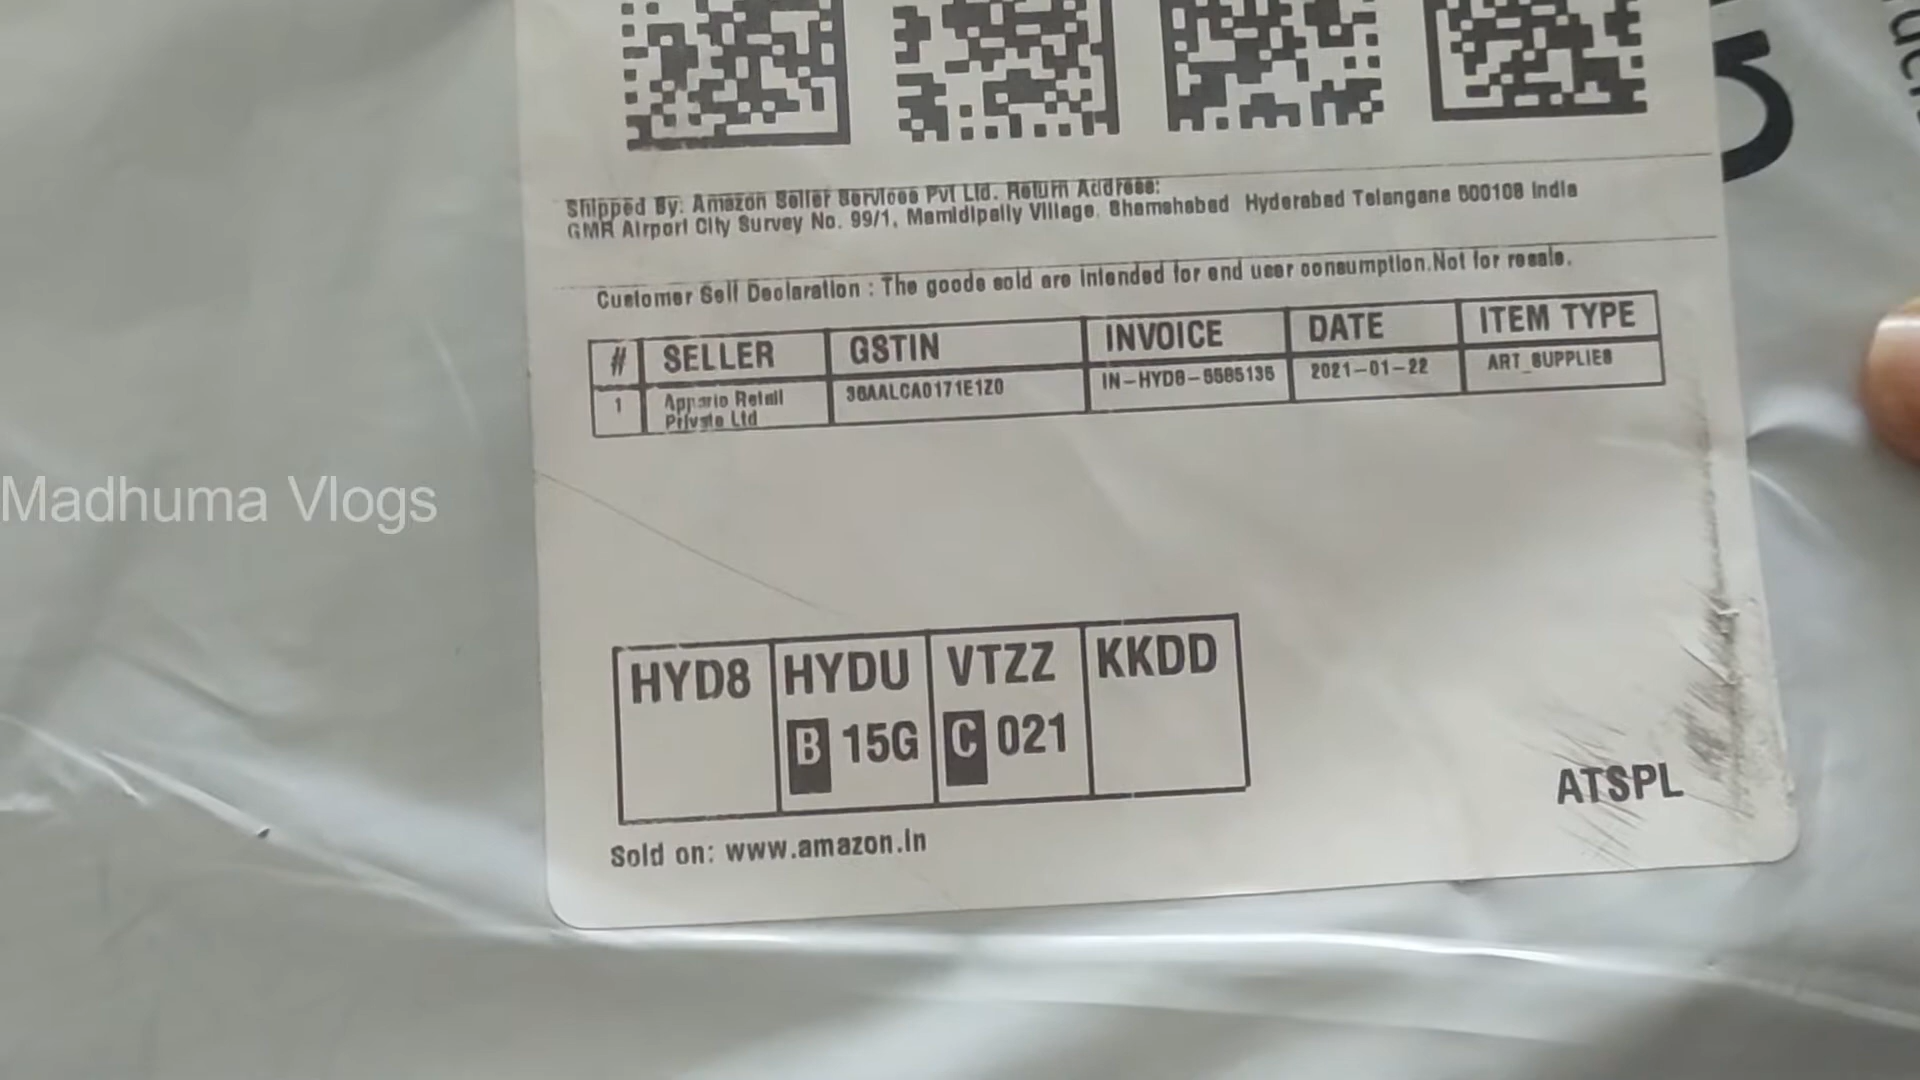 Shipped By: Amazon Seller Services Pvt Ltd. Return Address:
GMR Airport City Survey No. 99/1, Mamidipally Village, Shamshabad Hyderabad Telangana 500108 India
Customer Self Declaration : The goods sold are intended for end user consumption.Not for resale.
# SELLER GSTIN INVOICE DATE ITEM TYPE
1 Appario Retail Private Ltd 36AALCA0171E1Z0 2021-01-22 ART_SUPPLIES
HYD8 HYDU VTZZ KKDD
B 15G C 021
ATSPL
Sold on: www.amazon.in
Madhuma Vlogs